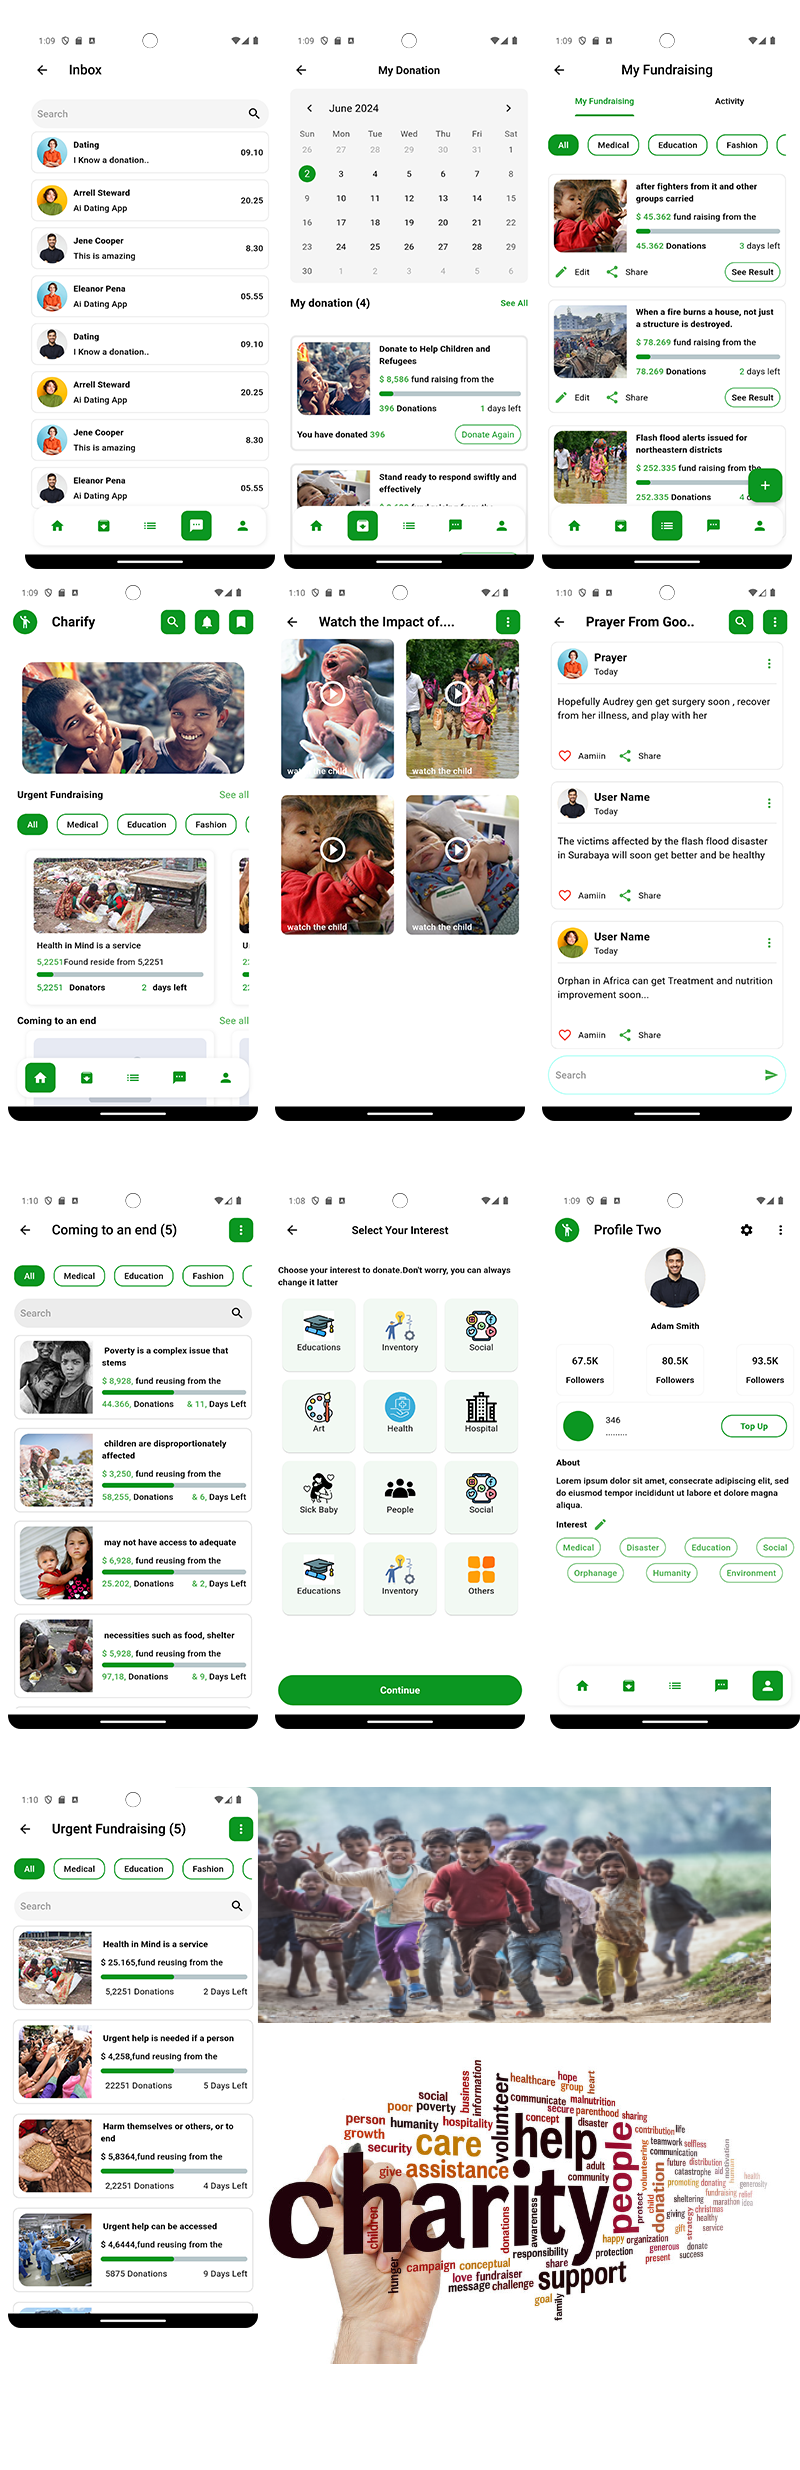 1:09
Inbox
Search
Dating
I Know a donation..
09.10
Arrell Steward
Ai Dating App
20.25
Jene Cooper
This is amazing
8.30
Eleanor Pena
Ai Dating App
05.55
Dating
I Know a donation..
09.10
Arrell Steward
Ai Dating App
20.25
Jene Cooper
This is amazing
8.30
Eleanor Pena
Ai Dating App
05.55
1:09
My Donation
June 2024
Sun Mon Tue Wed Thu Fri Sat
26 27 28 29 30 31 1
2 3 4 5 6 7 8
9 10 11 12 13 14 15
16 17 18 19 20 21 22
23 24 25 26 27 28 29
30 1 2 3 4 5 6
My donation (4)
See All
Donate to Help Children and
Refugees
$ 8,586 fund raising from the
396 Donations
1 days left
You have donated 396
Donate Again
Stand ready to respond swiftly and
effectively
1:09
My Fundraising
My Fundraising
Activity
All
Medical
Education
Fashion
after fighters from it and other
groups carried
$ 45.362 fund raising from the
45.362 Donations
3 days left
Edit
Share
See Result
When a fire burns a house, not just
a structure is destroyed.
$ 78.269 fund raising from the
78.269 Donations
2 days left
Edit
Share
See Result
Flash flood alerts issued for
northeastern districts
$ 252.335 fund raising from the
252.335 Donations
1:09
Charify
Urgent Fundraising
See all
All
Medical
Education
Fashion
Health in Mind is a service
5,2251Found reside from 5,2251
5,2251 Donators
2 days left
Coming to an end
See all
1:10
Watch the Impact of....
watch the child
watch the child
watch the child
watch the child
1:10
Prayer From Goo..
Prayer
Today
Hopefully Audrey gen get surgery soon , recover
from her illness, and play with her
Aamiin
Share
User Name
Today
The victims affected by the flash flood disaster
in Surabaya will soon get better and be healthy
Aamiin
Share
User Name
Today
Orphan in Africa can get Treatment and nutrition
improvement soon...
Aamiin
Share
Search
1:10
Coming to an end (5)
All
Medical
Education
Fashion
Search
Poverty is a complex issue that
stems
$ 8,928, fund reusing from the
44.366, Donations
& 11, Days Left
children are disproportionately
affected
$ 3,250, fund reusing from the
58,255, Donations
& 6, Days Left
may not have access to adequate
$ 6,928, fund reusing from the
25.202, Donations
& 2, Days Left
necessities such as food, shelter
$ 5,928, fund reusing from the
97,18, Donations
& 9, Days Left
1:08
Select Your Interest
Choose your interest to donate.Don't worry, you can always
change it latter
Educations
Inventory
Social
Art
Health
Hospital
Sick Baby
People
Social
Educations
Inventory
Others
Continue
1:09
Profile Two
Adam Smith
67.5K
Followers
80.5K
Followers
93.5K
Followers
346
.........
Top Up
About
Lorem ipsum dolor sit amet, consecrate adipiscing elit, sed
do eiusmod tempor incididunt ut labore et dolore magna
aliqua.
Interest
Medical
Disaster
Education
Social
Orphanage
Humanity
Environment
1:10
Urgent Fundraising (5)
All
Medical
Education
Fashion
Search
Health in Mind is a service
$ 25.165,fund reusing from the
5,2251 Donations
2 Days Left
Urgent help is needed if a person
$ 4,258,fund reusing from the
22251 Donations
5 Days Left
Harm themselves or others, or to
end
$ 5,8364,fund reusing from the
2,2251 Donations
4 Days Left
Urgent help can be accessed
$ 4,6444,fund reusing from the
5875 Donations
9 Days Left
business
information
volunteer
healthcare
hope
group
heart
social
poor
poverty
communicate
malnutrition
secure
parenthood
sharing
person
humanity
hospitality
concept
disaster
growth
security
care
help
people
contribution
life
teamwork
selfless
communication
give
assistance
adult
community
volunteering
future
distribution
catastrophe
aid
motivation
human
promoting
donating
health
generosity
charity
children
donations
awareness
protect
child
donation
fundraising
relief
sheltering
marathon
idea
giving
strategy
christmas
healthy
gift
service
happy
organization
hunger
campaign
conceptual
responsibility
protection
generous
donate
present
success
love
fundraiser
share
message
challenge
support
goal
family